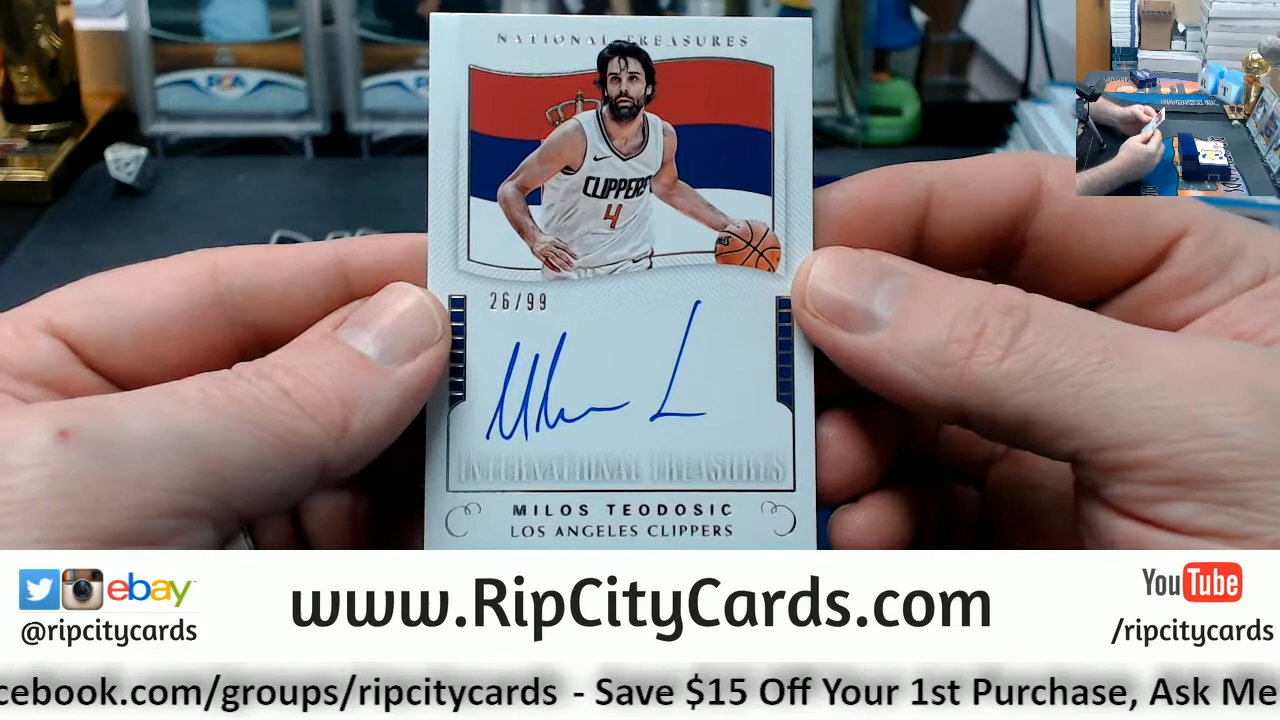 NATIONAL TREASURES
CLIPPERS
4
26/99
INTERNATIONAL TREASURES
MILOS TEODOSIC
LOS ANGELES CLIPPERS
ebay
@ripcitycards
www.RipCityCards.com
YouTube
/ripcitycards
cebook.com/groups/ripcitycards - Save $15 Off Your 1st Purchase, Ask Me